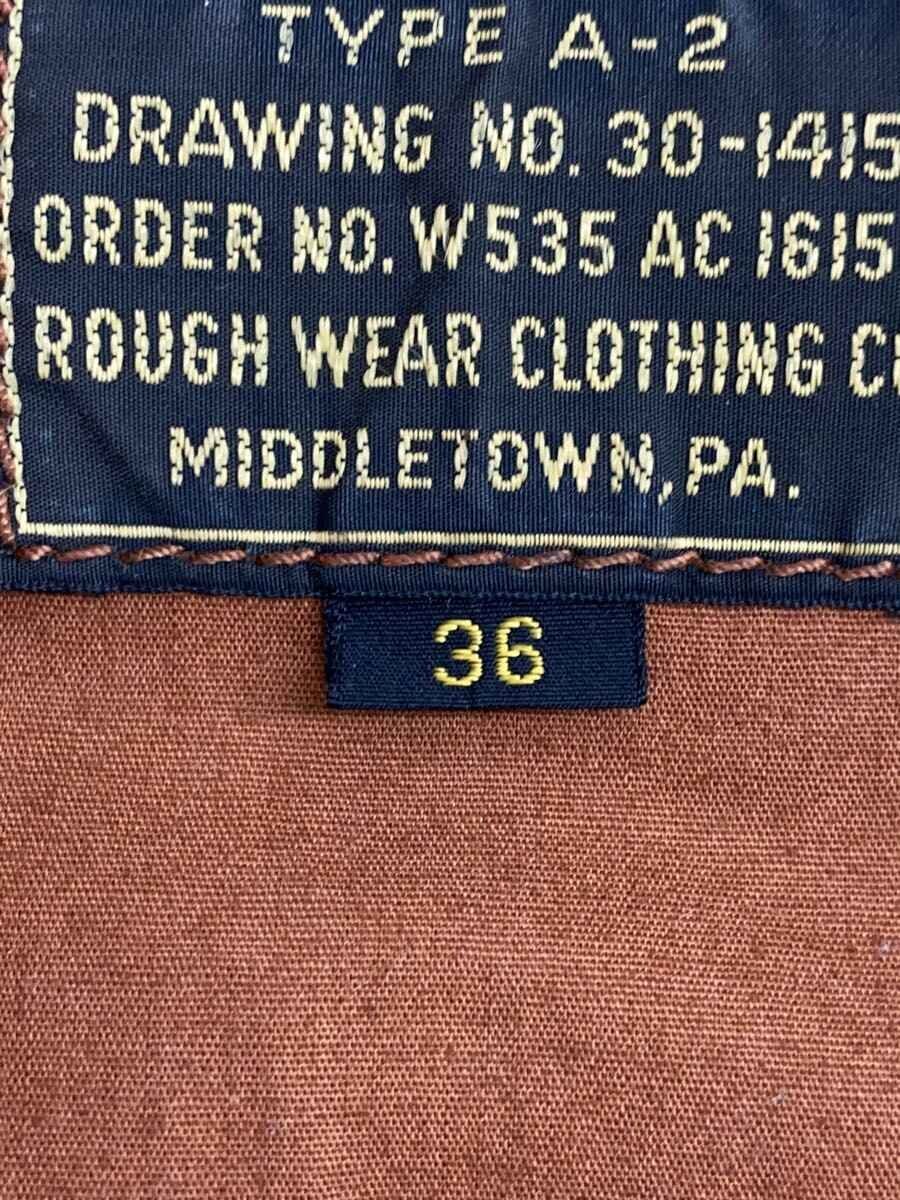 TYPE A-2
DRAWING NO. 30-1415
ORDER NO. W535 AC 1615
ROUGH WEAR CLOTHING
MIDDLETOWN, PA.
36